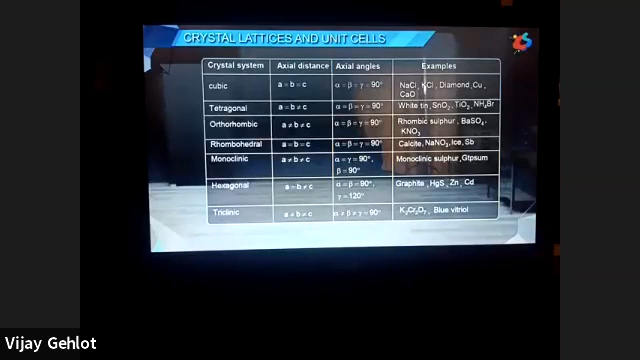 CRYSTAL LATTICES AND UNIT CELLS
Crystal system Axial distance Axial angles Examples
cubic a = b = c α = β = γ = 90° NaCl, KCl, Diamond, Cu,
CaO
Tetragonal a = b ≠ c α = β = γ = 90° White tin, SnO₂, TiO₂, NH₄Br
Orthorhombic a ≠ b ≠ c α = β = γ = 90° Rhombic sulphur, BaSO₄,
KNO₃
Rhombohedral a = b = c α = β = γ = 90° Calcite, NaNO₃, Ice, Sb
Monoclinic a ≠ b ≠ c α = γ = 90°, Monoclinic sulphur, Gtpsum
β = 90°
Hexagonal a = b ≠ c α = β = 90°, Graphite, HgS, Zn, Cd
γ = 120°
Triclinic a ≠ b ≠ c α ≠ β ≠ γ = 90° K₂Cr₂O₇, Blue vitriol
Vijay Gehlot